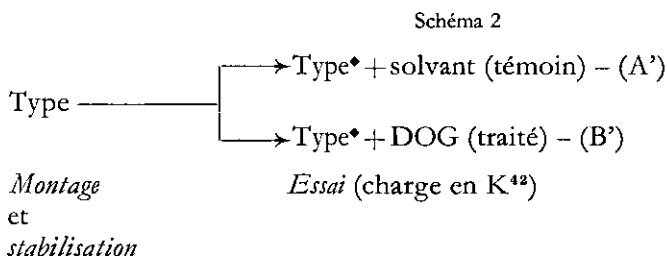 Schéma 2
Type♦ + solvant (témoin) – (A’)
Type
Type♦ + DOG (traité) – (B’)
Montage Essai (charge en K⁴²)
et
stabilisation